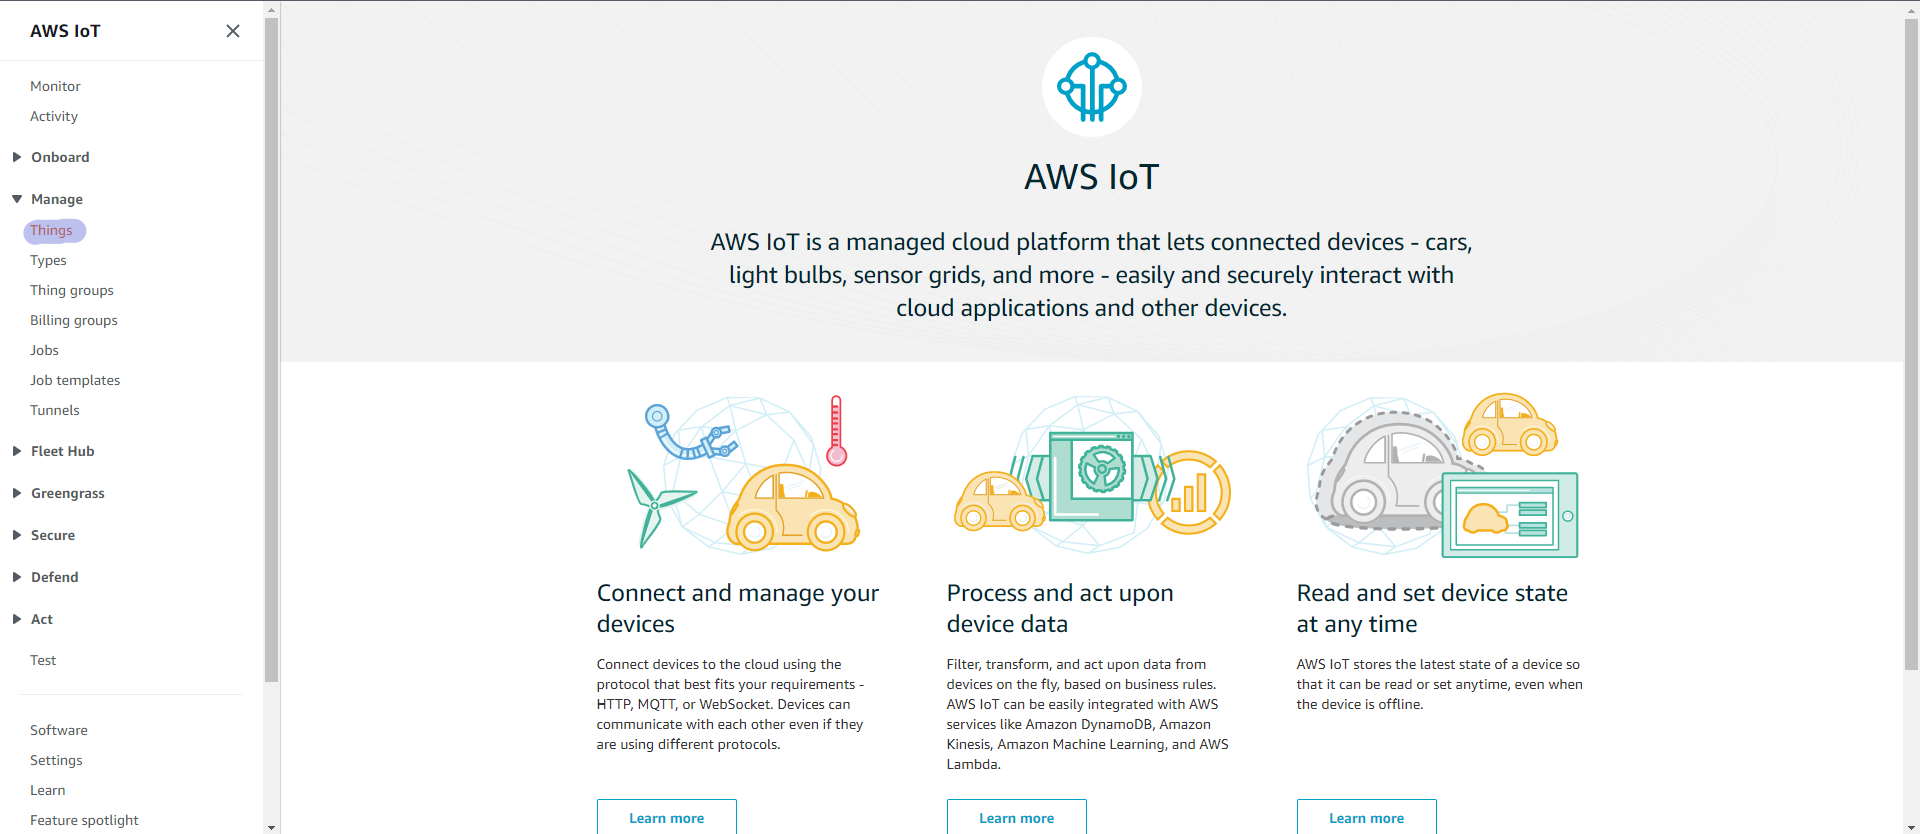 AWS IoT
Monitor
Activity
Onboard
Manage
Things
Types
Thing groups
Billing groups
Jobs
Job templates
Tunnels
Fleet Hub
Greengrass
Secure
Defend
Act
Test
Software
Settings
Learn
Feature spotlight
AWS IoT
AWS IoT is a managed cloud platform that lets connected devices - cars,
light bulbs, sensor grids, and more - easily and securely interact with
cloud applications and other devices.
Connect and manage your
devices
Connect devices to the cloud using the
protocol that best fits your requirements -
HTTP, MQTT, or WebSocket. Devices can
communicate with each other even if they
are using different protocols.
Learn more
Process and act upon
device data
Filter, transform, and act upon data from
devices on the fly, based on business rules.
AWS IoT can be easily integrated with AWS
services like Amazon DynamoDB, Amazon
Kinesis, Amazon Machine Learning, and AWS
Lambda.
Learn more
Read and set device state
at any time
AWS IoT stores the latest state of a device so
that it can be read or set anytime, even when
the device is offline.
Learn more